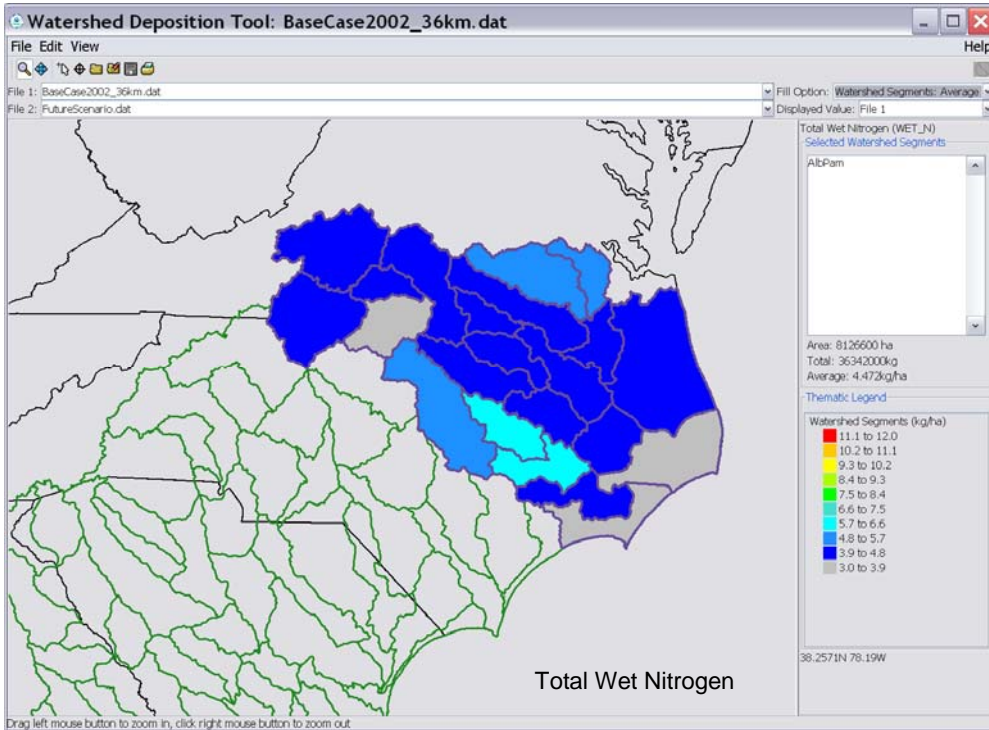 Watershed Deposition Tool: BaseCase2002_36km.dat
File Edit View Help
File 1: BaseCase2002_36km.dat Fill Option: Watershed Segments: Average
File 2: FutureScenario.dat Displayed Value: File 1
Total Wet Nitrogen (WET_N)
Selected Watershed Segments
AlbPam
Area: 8126600 ha
Total: 36342000kg
Average: 4.472kg/ha
Thematic Legend
Watershed Segments (kg/ha)
11.1 to 12.0
10.2 to 11.1
9.3 to 10.2
8.4 to 9.3
7.5 to 8.4
6.6 to 7.5
5.7 to 6.6
4.8 to 5.7
3.9 to 4.8
3.0 to 3.9
38.2571N 78.19W
Total Wet Nitrogen
Drag left mouse button to zoom in, click right mouse button to zoom out